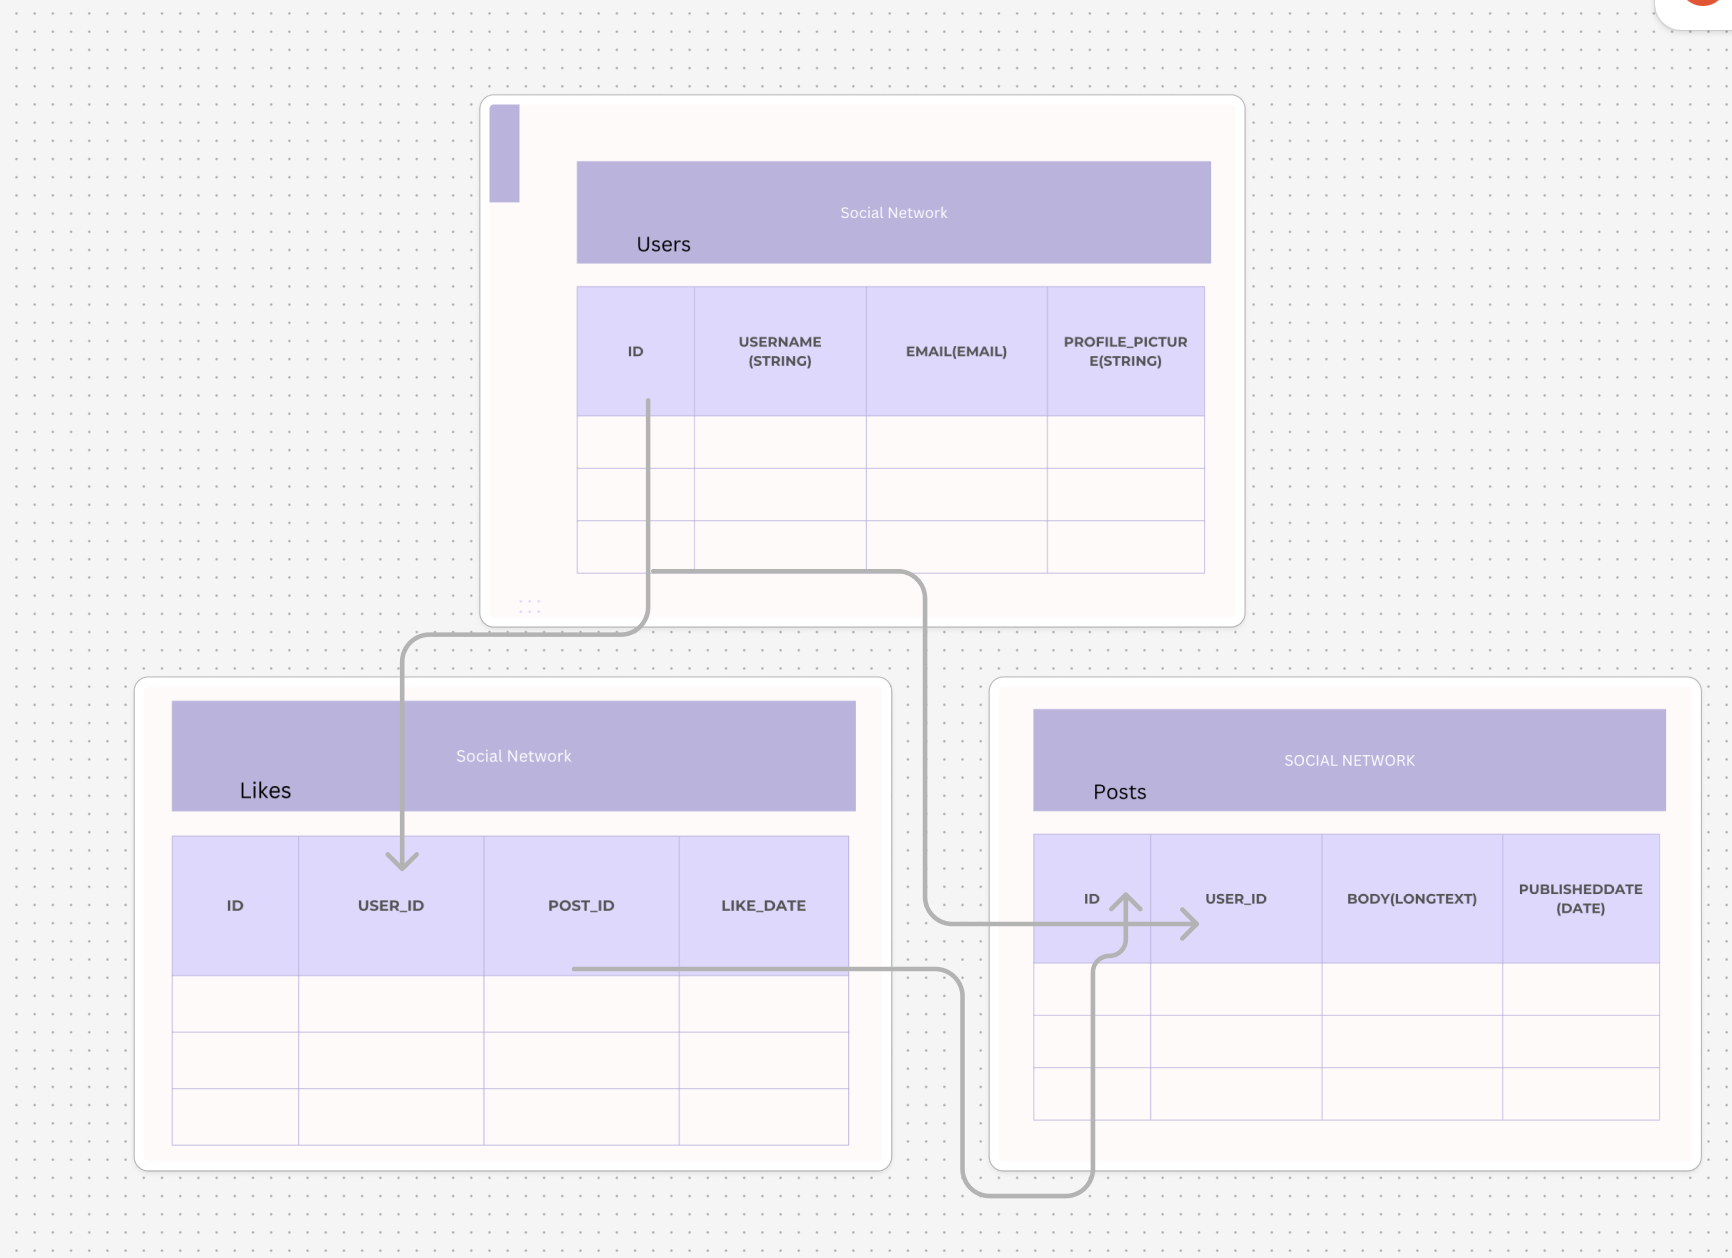 Social Network
Users
ID
USERNAME
(STRING)
EMAIL(EMAIL)
PROFILE_PICTUR
E(STRING)
Social Network
Likes
ID
USER_ID
POST_ID
LIKE_DATE
SOCIAL NETWORK
Posts
ID
USER_ID
BODY(LONGTEXT)
PUBLISHEDDATE
(DATE)